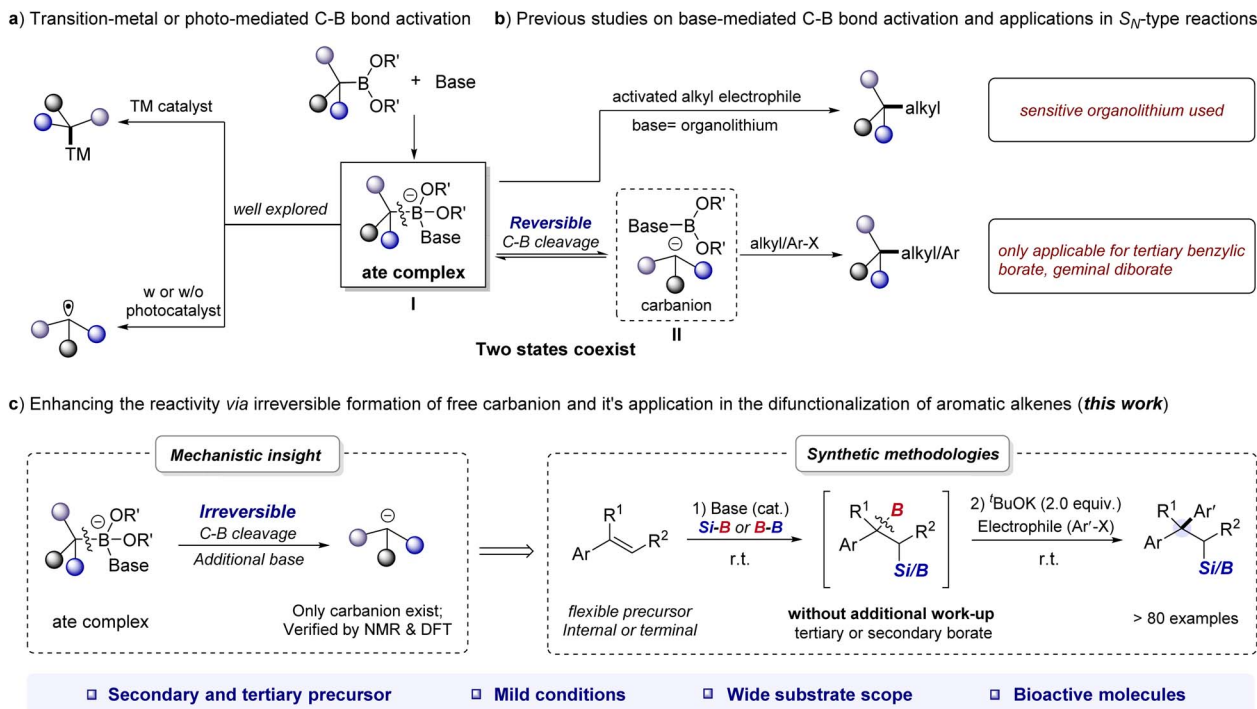 a) Transition-metal or photo-mediated C-B bond activation
b) Previous studies on base-mediated C-B bond activation and applications in SN-type reactions
OR'
B
OR'
+ Base
TM catalyst
TM
well explored
w or w/o
photocatalyst
⊖
OR'
B–OR'
Base
ate complex
I
activated alkyl electrophile
base= organolithium
alkyl
sensitive organolithium used
Reversible
C-B cleavage
OR'
Base–B
OR'
⊖
carbanion
II
Two states coexist
alkyl/Ar-X
alkyl/Ar
only applicable for tertiary benzylic
borate, geminal diborate
c) Enhancing the reactivity via irreversible formation of free carbanion and it's application in the difunctionalization of aromatic alkenes (this work)
Mechanistic insight
⊖
OR'
B–OR'
Base
ate complex
Irreversible
C-B cleavage
Additional base
⊖
Only carbanion exist;
Verified by NMR & DFT
Synthetic methodologies
R1
Ar
R2
flexible precursor
Internal or terminal
1) Base (cat.)
Si-B or B-B
r.t.
R1
B
Ar
R2
Si/B
without additional work-up
tertiary or secondary borate
2) tBuOK (2.0 equiv.)
Electrophile (Ar′-X)
r.t.
R1
Ar'
Ar
R2
Si/B
> 80 examples
Secondary and tertiary precursor
Mild conditions
Wide substrate scope
Bioactive molecules